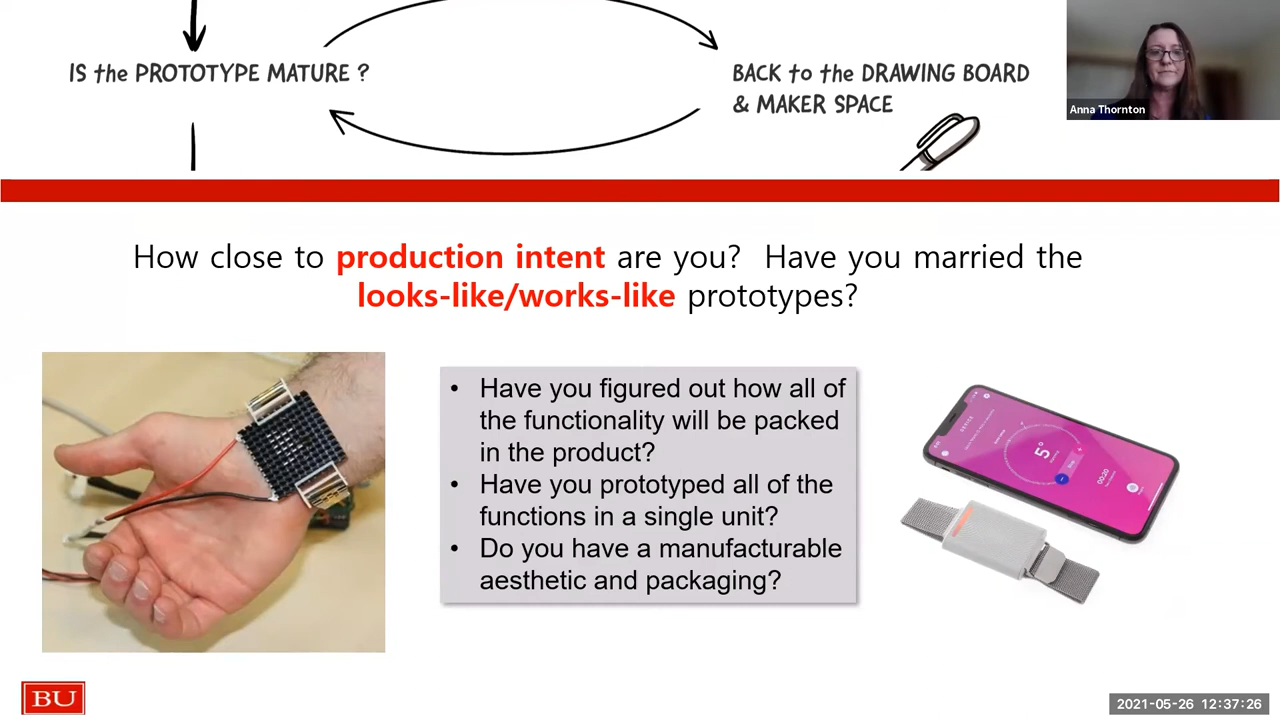 IS the PROTOTYPE MATURE ?
BACK to the DRAWING BOARD
& MAKER SPACE
Anna Thornton
How close to production intent are you? Have you married the
looks-like/works-like prototypes?
• Have you figured out how all of
the functionality will be packed
in the product?
• Have you prototyped all of the
functions in a single unit?
• Do you have a manufacturable
aesthetic and packaging?
5°
00:20
BU
2021-05-26 12:37:26